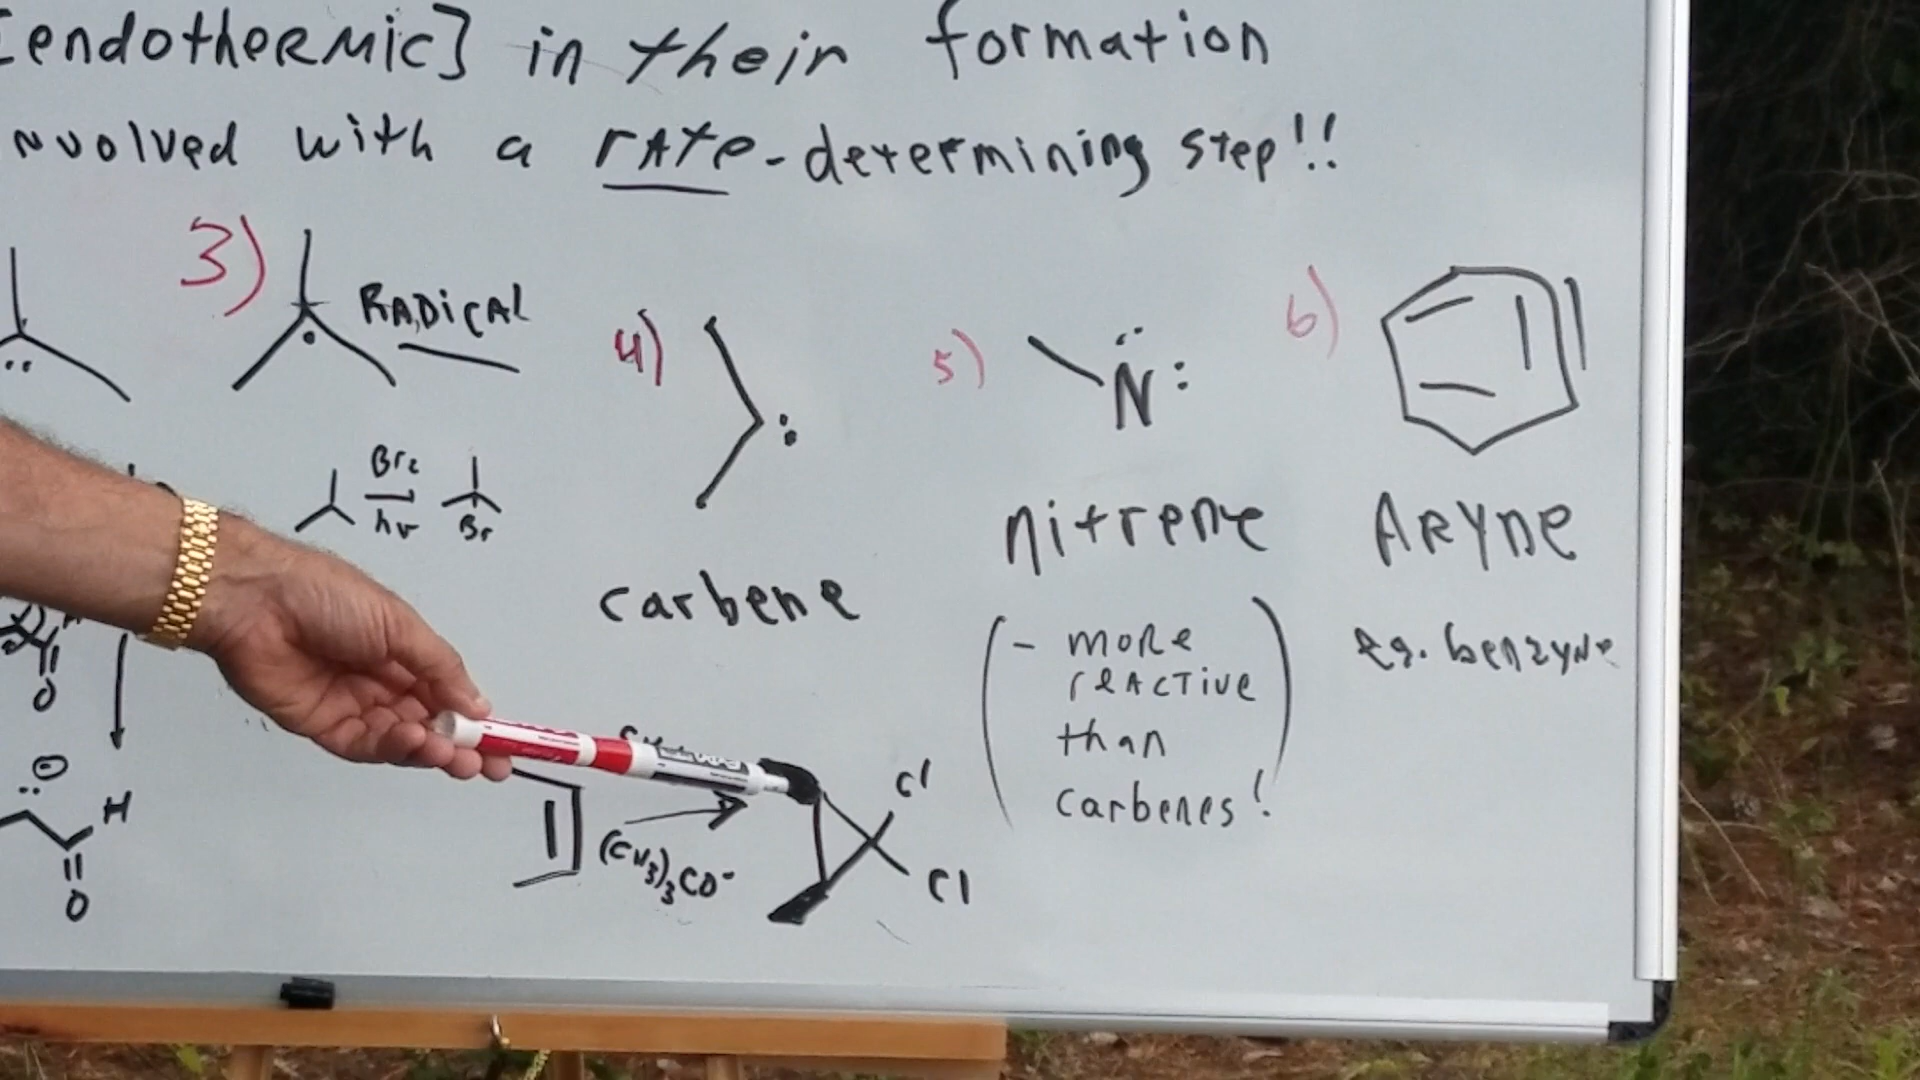 [endothermic] in their formation
nvolved with a rate-determining step!!
3) RADICAL
4)
5) N
6)
Br2
hν
Br
carbene
nitrene
(- more
reactive
than
carbenes!)
Aryne
eg. benzyne
O
H
O
(CH3)3CO-
Cl
Cl